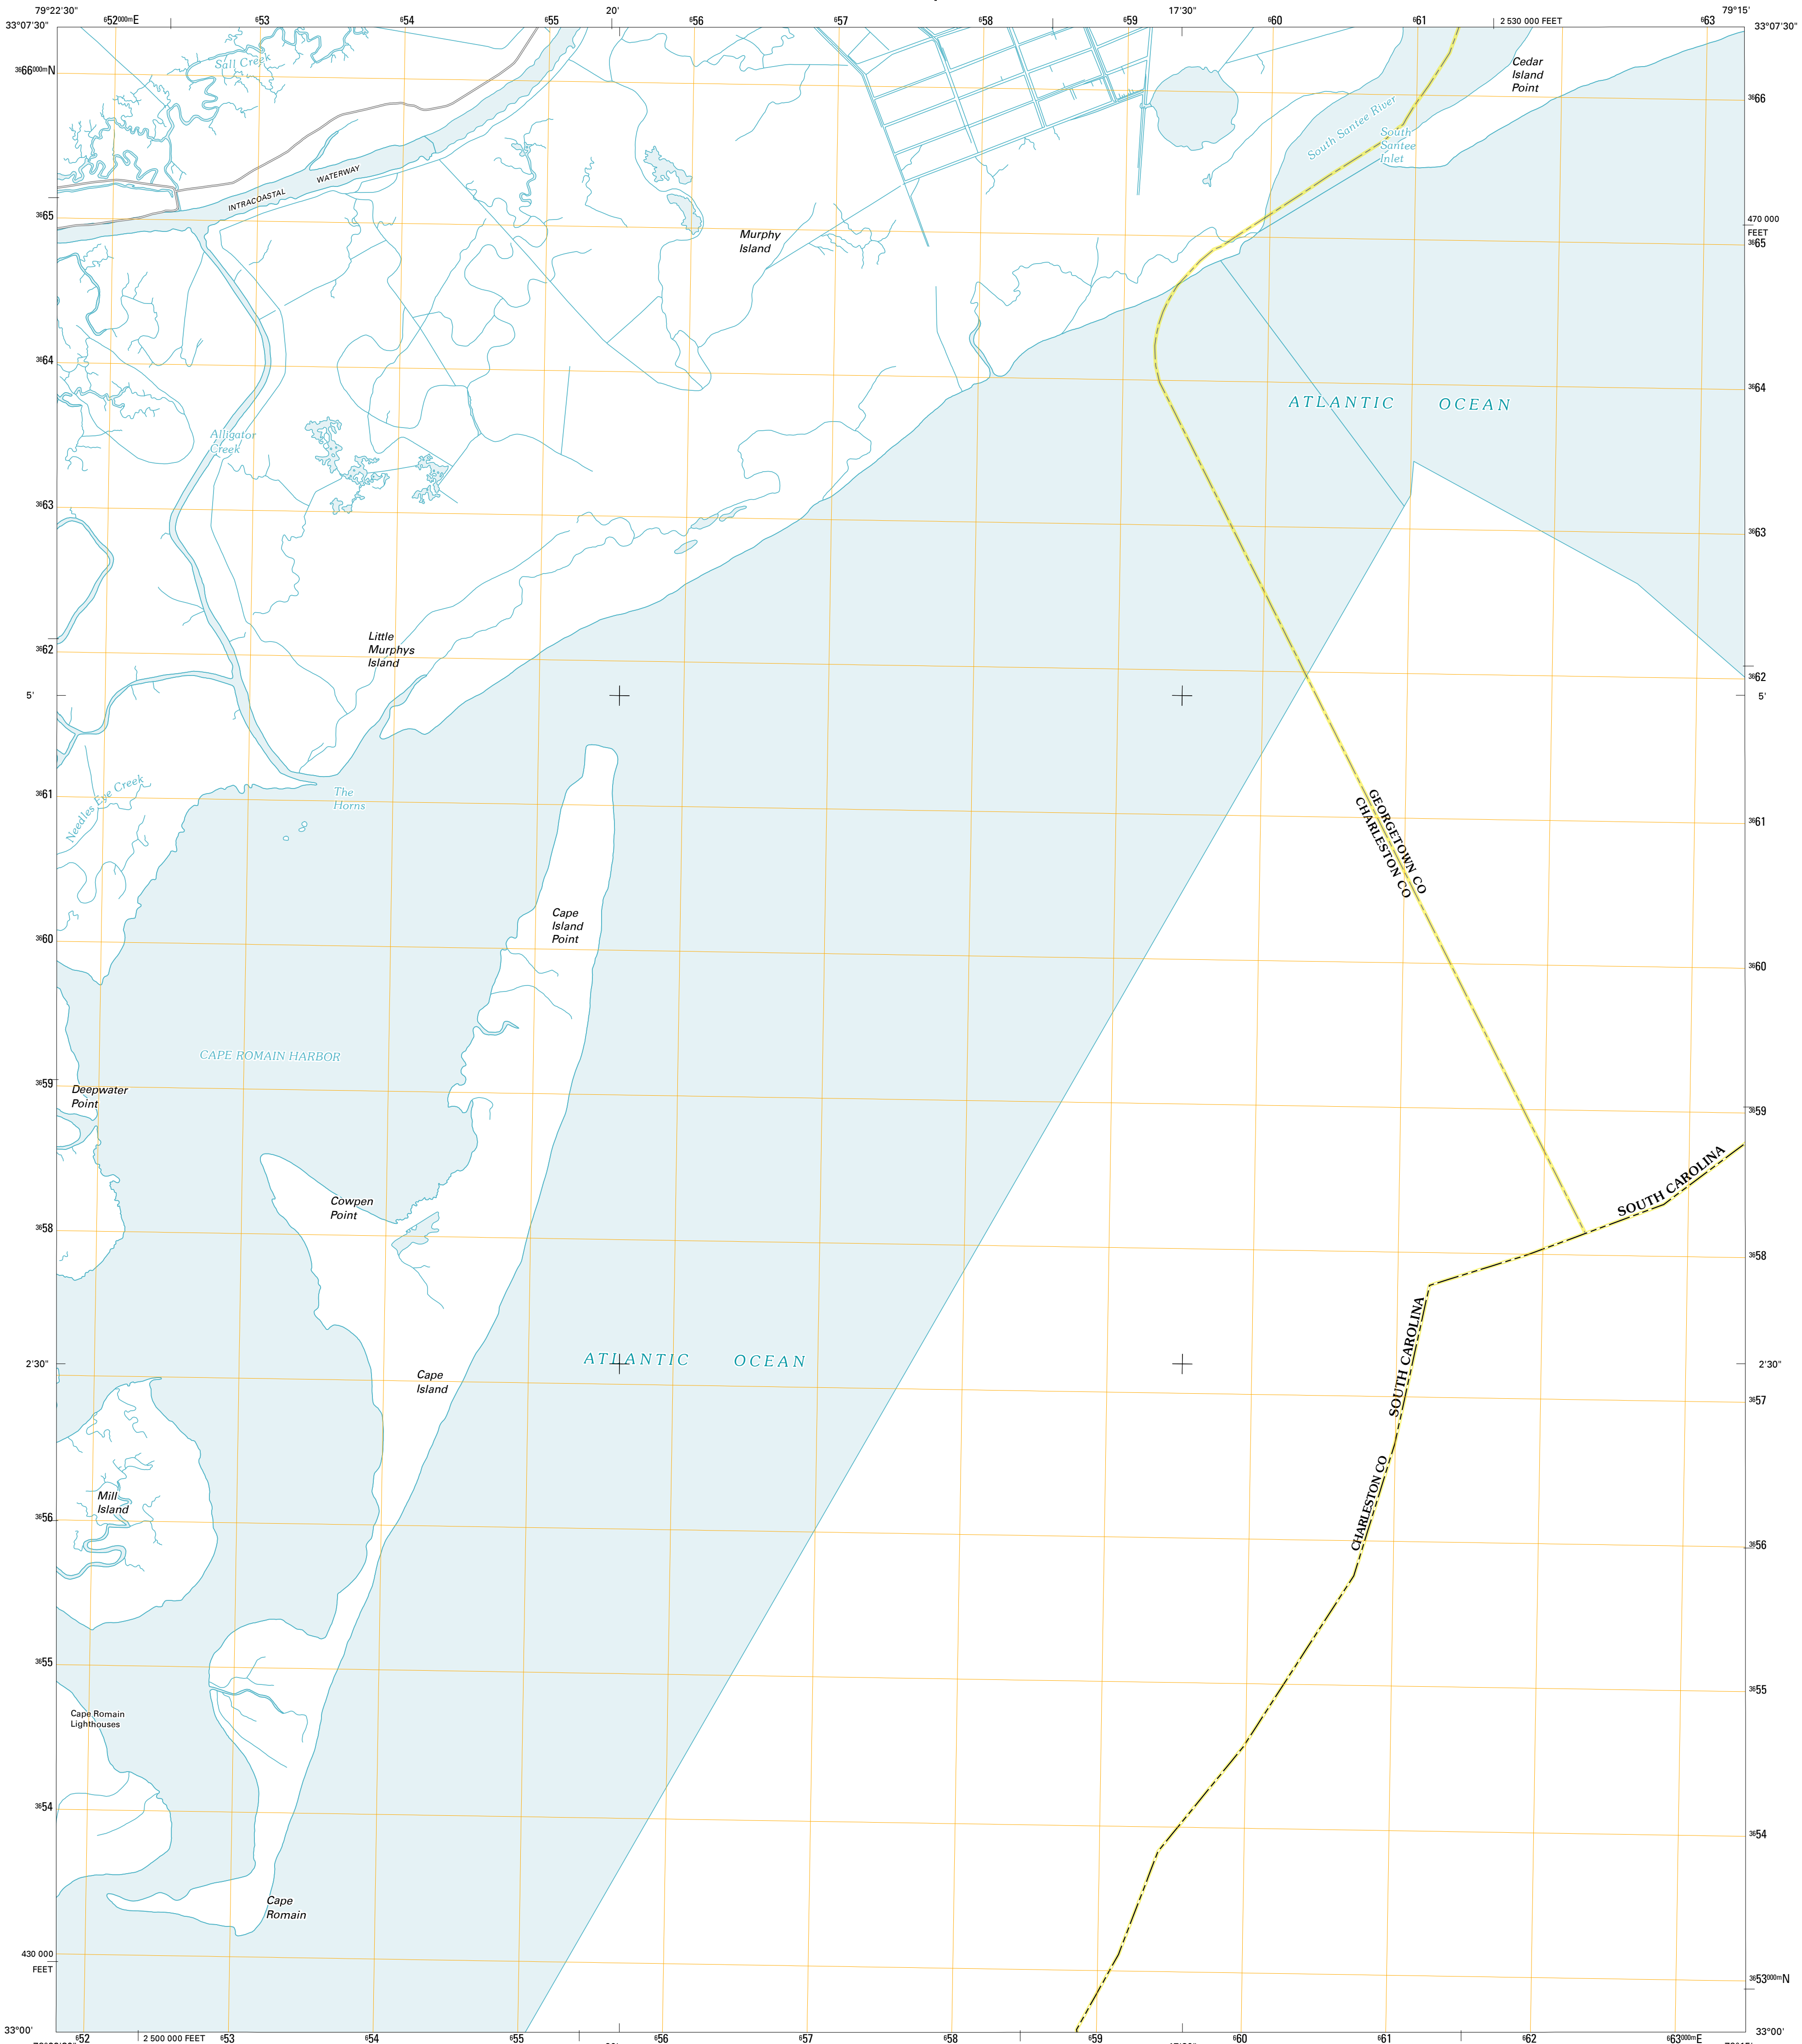 79°22'30"
⁶52⁰⁰⁰ᵐE
⁶53
⁶54
⁶55
20'
⁶56
⁶57
⁶58
⁶59
17'30"
⁶60
⁶61
2 530 000 FEET
⁶63
79°15'
33°07'30"
33°07'30"
³⁶66⁰⁰⁰ᵐN
Sall Creek
Cedar
Island
Point
³⁶66
South Santee River
South
Santee
Inlet
INTRACOASTAL WATERWAY
³⁶65
470 000
FEET
³⁶65
Murphy
Island
³⁶64
³⁶64
ATLANTIC OCEAN
Alligator
Creek
³⁶63
³⁶63
Little
Murphys
Island
³⁶62
³⁶62
5'
5'
Needles Eye Creek
The
Horns
³⁶61
³⁶61
GEORGETOWN CO
CHARLESTON CO
Cape
Island
Point
³⁶60
³⁶60
CAPE ROMAIN HARBOR
³⁶59
Deepwater
Point
³⁶59
SOUTH CAROLINA
Cowpen
Point
³⁶58
³⁶58
SOUTH CAROLINA
2'30"
ATLANTIC OCEAN
2'30"
Cape
Island
³⁶57
CHARLESTON CO
Mill
Island
³⁶56
³⁶56
³⁶55
³⁶55
Cape Romain
Lighthouses
³⁶54
³⁶54
Cape
Romain
430 000
FEET
³⁶53⁰⁰⁰ᵐN
33°00'
33°00'
⁶52
2 500 000 FEET
⁶53
⁶54
⁶55
⁶56
⁶57
⁶58
⁶59
⁶60
⁶61
⁶62
⁶63⁰⁰⁰ᵐE